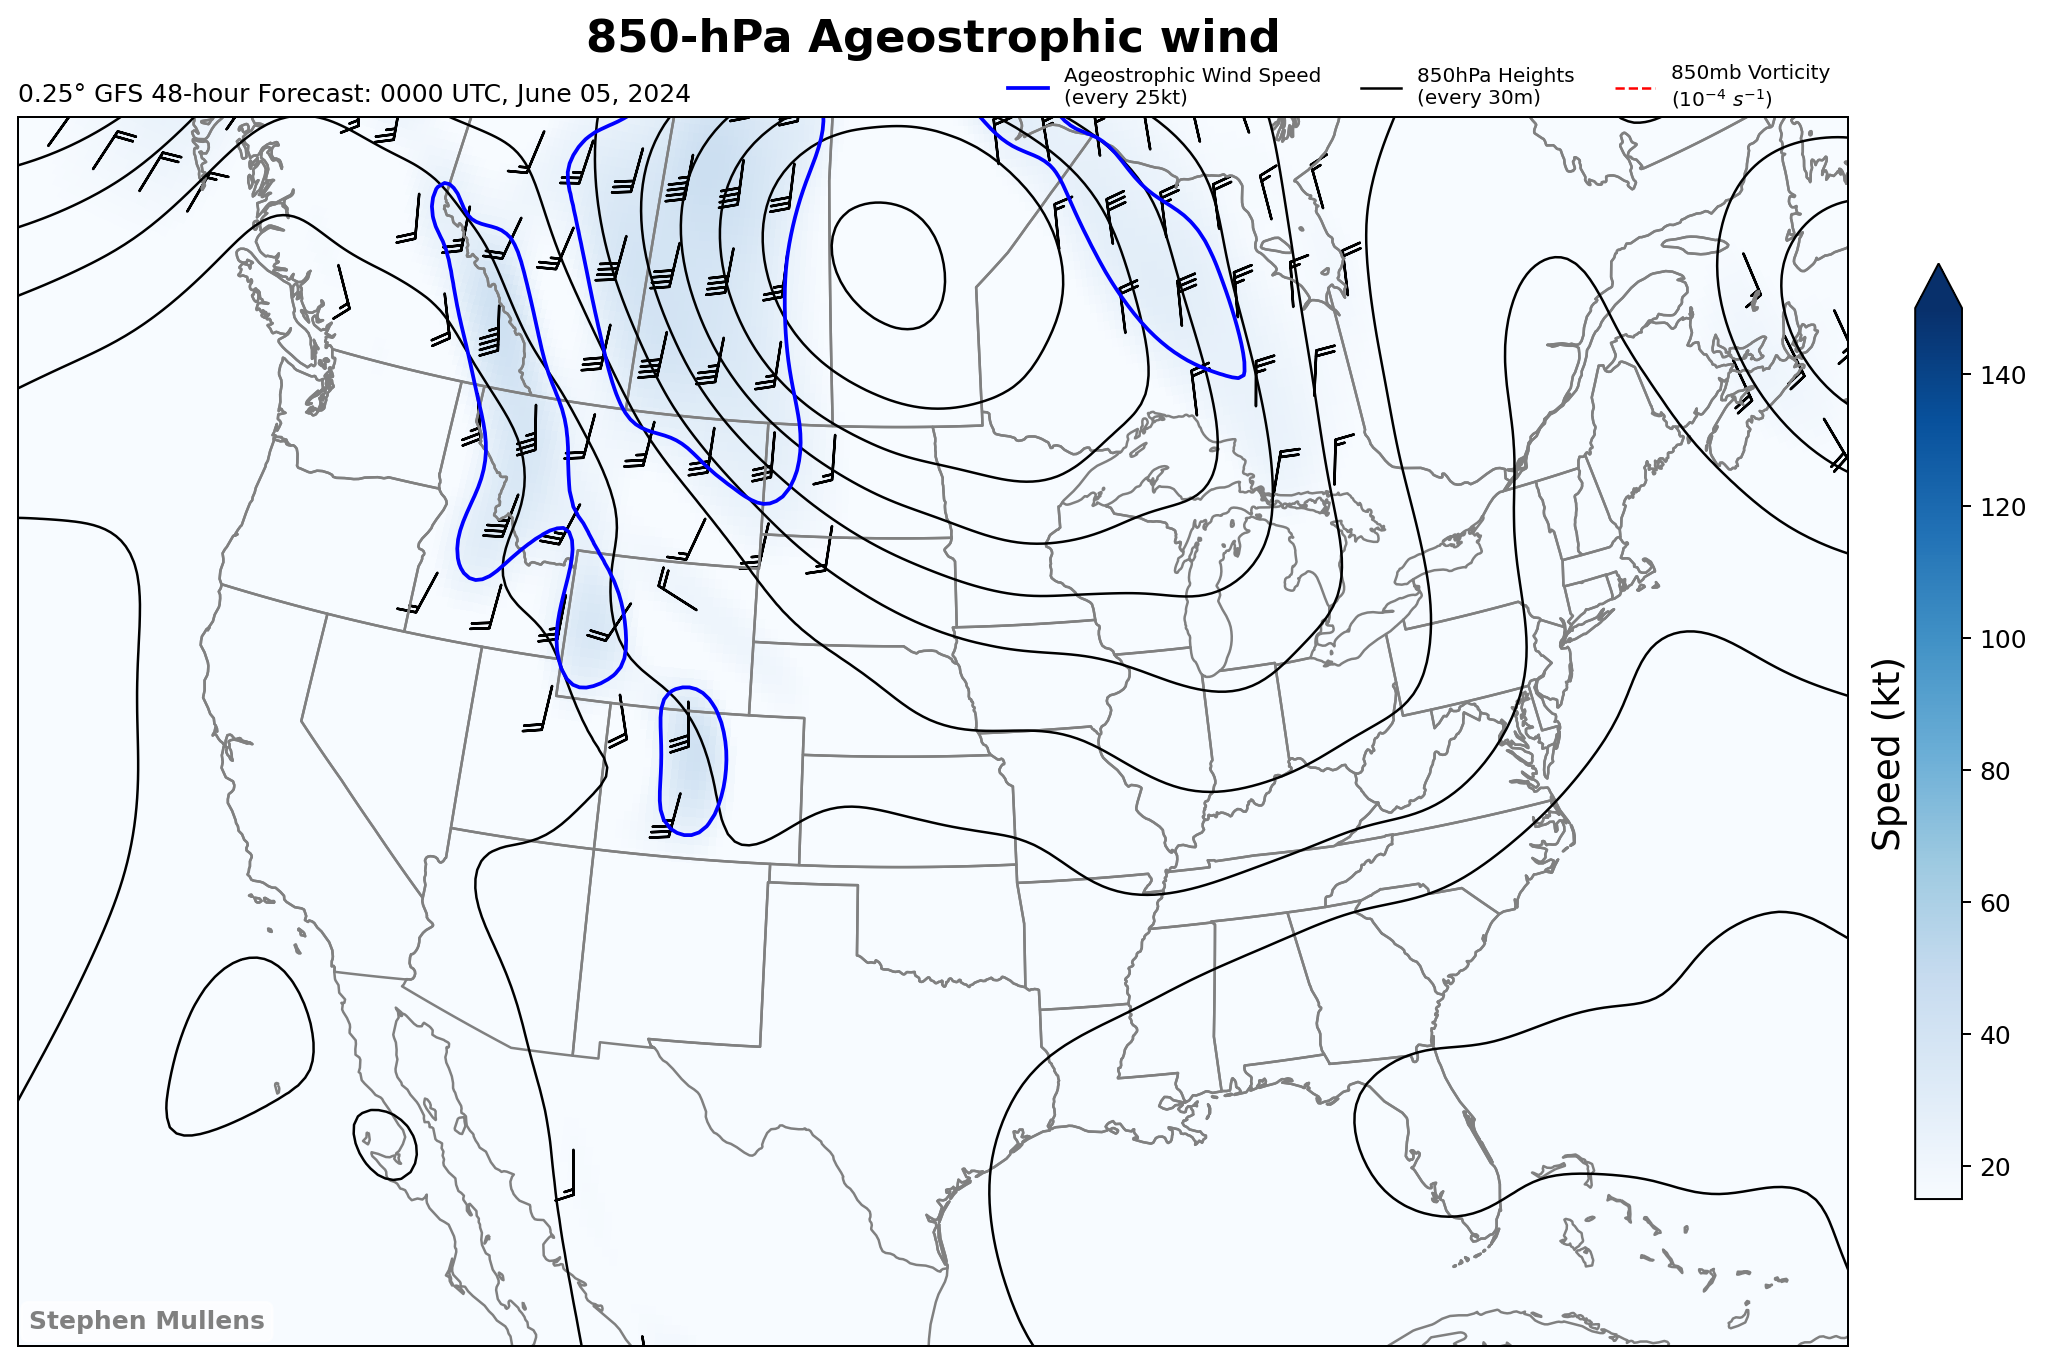 850-hPa Ageostrophic wind
0.25° GFS 48-hour Forecast: 0000 UTC, June 05, 2024
Ageostrophic Wind Speed
(every 25kt)
850hPa Heights
(every 30m)
850mb Vorticity
(10⁻⁴ s⁻¹)
140
120
100
80
60
40
20
Speed (kt)
Stephen Mullens